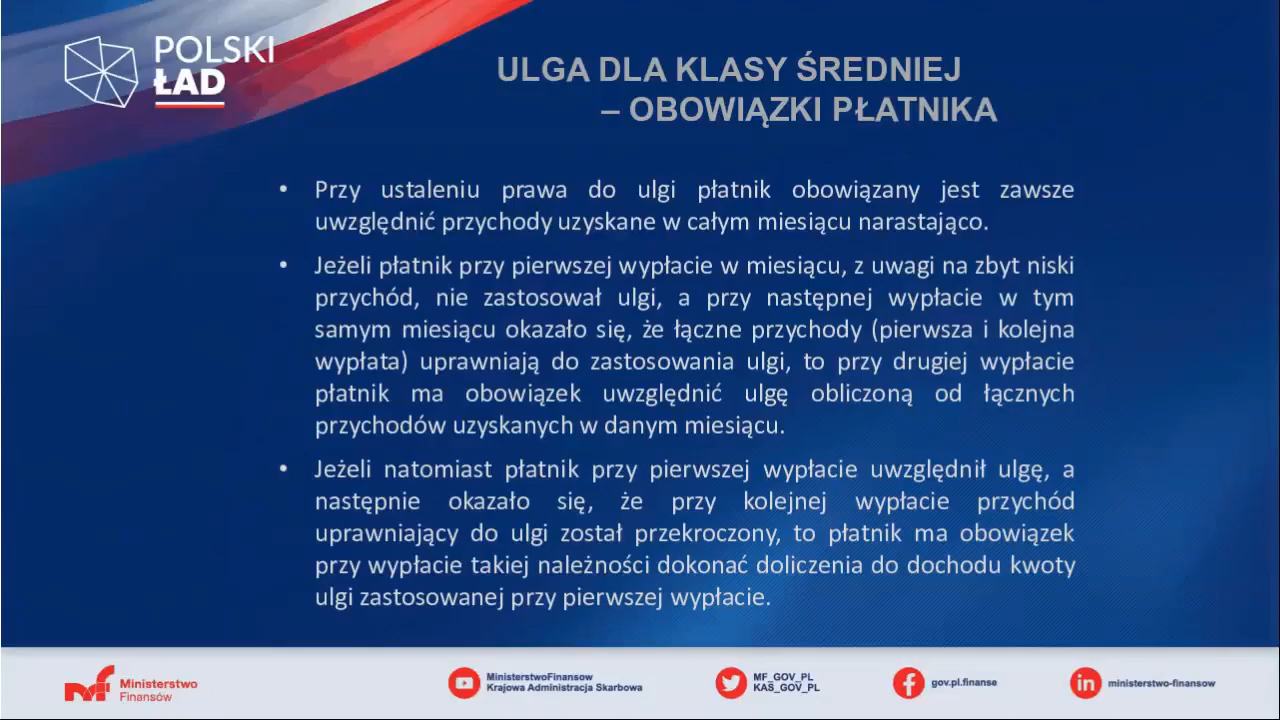 POLSKI
ŁAD
ULGA DLA KLASY ŚREDNIEJ
– OBOWIĄZKI PŁATNIKA
• Przy ustaleniu prawa do ulgi płatnik obowiązany jest zawsze
uwzględnić przychody uzyskane w całym miesiącu narastająco.
• Jeżeli płatnik przy pierwszej wypłacie w miesiącu, z uwagi na zbyt niski
przychód, nie zastosował ulgi, a przy następnej wypłacie w tym
samym miesiącu okazało się, że łączne przychody (pierwsza i kolejna
wypłata) uprawniają do zastosowania ulgi, to przy drugiej wypłacie
płatnik ma obowiązek uwzględnić ulgę obliczoną od łącznych
przychodów uzyskanych w danym miesiącu.
• Jeżeli natomiast płatnik przy pierwszej wypłacie uwzględnił ulgę, a
następnie okazało się, że przy kolejnej wypłacie przychód
uprawniający do ulgi został przekroczony, to płatnik ma obowiązek
przy wypłacie takiej należności dokonać doliczenia do dochodu kwoty
ulgi zastosowanej przy pierwszej wypłacie.
Ministerstwo
Finansów
MinisterstwoFinansow
Krajowa Administracja Skarbowa
MF_GOV_PL
KAS_GOV_PL
gov.pl.finanse
in
ministerstwo-finansow